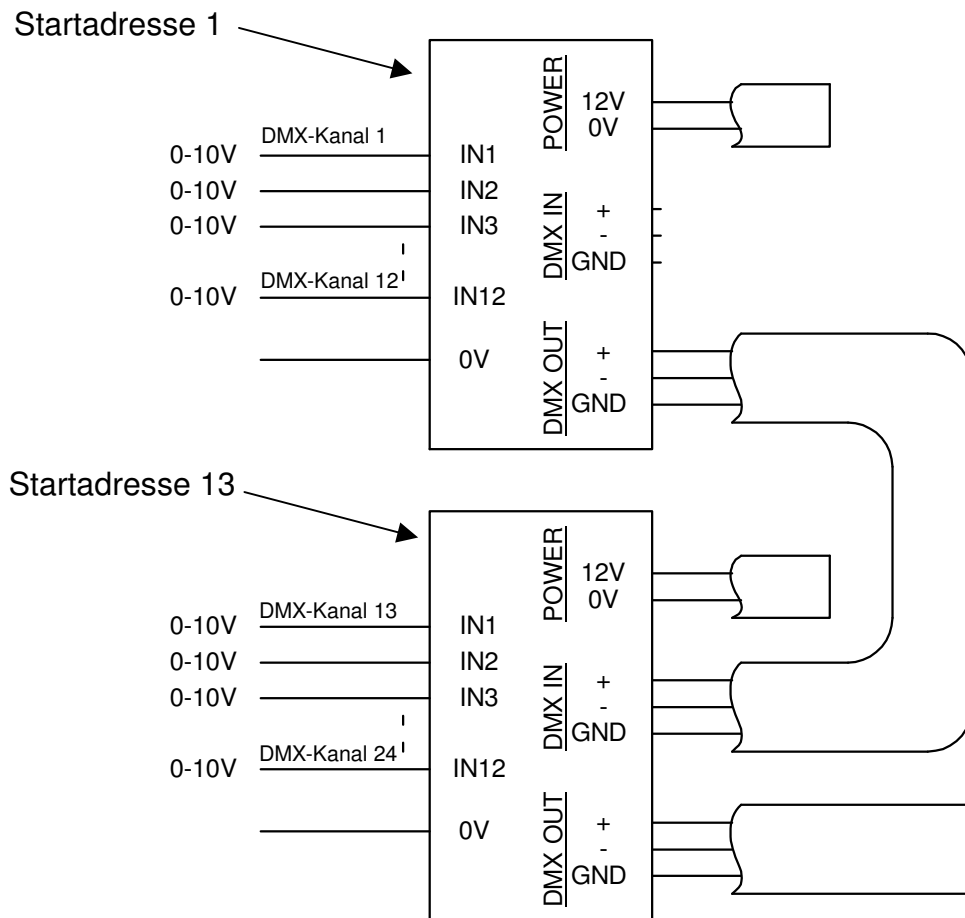 Startadresse 1
POWER
12V
0V
0-10V DMX-Kanal 1 IN1
0-10V IN2
0-10V IN3
DMX IN
+
-
GND
0-10V DMX-Kanal 12 IN12
0V
DMX OUT
+
-
GND
Startadresse 13
POWER
12V
0V
0-10V DMX-Kanal 13 IN1
0-10V IN2
0-10V IN3
DMX IN
+
-
GND
0-10V DMX-Kanal 24 IN12
0V
DMX OUT
+
-
GND